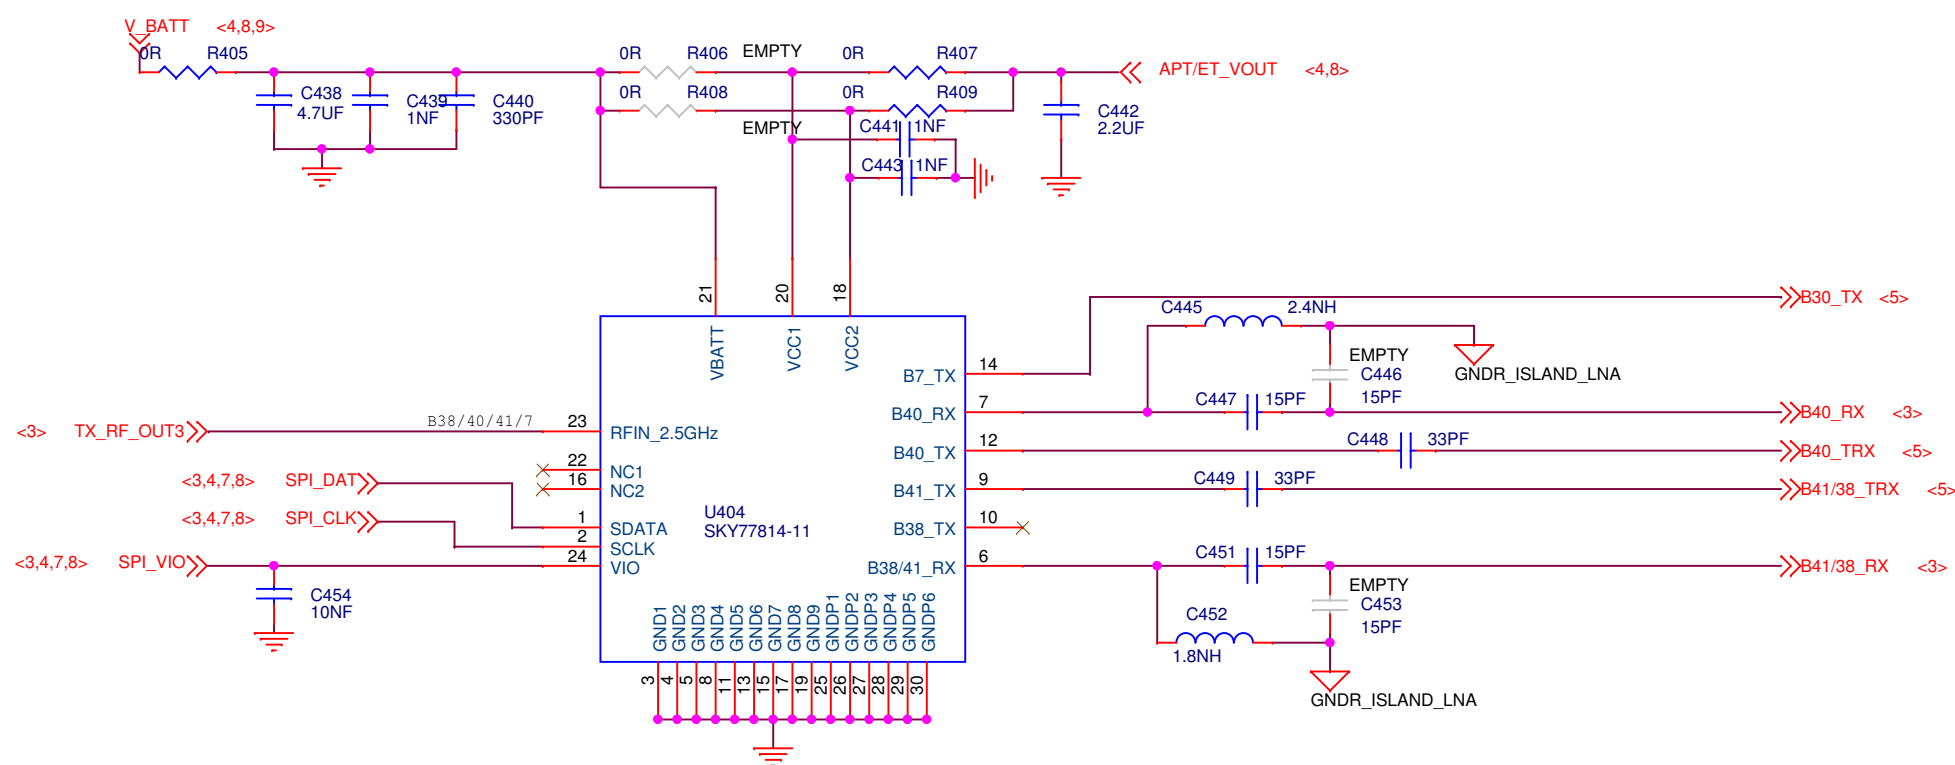 V_BATT <4,8,9>
0R R405
0R R406 EMPTY 0R R407
APT/ET_VOUT <4,8>
C438 4.7UF
C439 1NF
C440 330PF
0R R408 0R R409
EMPTY
C441 1NF
C442 2.2UF
C443 1NF
21 20 18
VBATT VCC1 VCC2
B30_TX <5>
C445 2.4NH
EMPTY
C446
15PF
GNDR_ISLAND_LNA
B7_TX 14
B40_RX 7
C447 15PF
B40_RX <3>
<3> TX_RF_OUT3 B38/40/41/7 23 RFIN_2.5GHz
B40_TX 12
C448 33PF
B40_TRX <5>
22 NC1
16 NC2
<3,4,7,8> SPI_DAT
B41_TX 9
C449 33PF
B41/38_TRX <5>
<3,4,7,8> SPI_CLK
1 SDATA
2 SCLK
U404
SKY77814-11
B38_TX 10
<3,4,7,8> SPI_VIO
24 VIO
B38/41_RX 6
C451 15PF
B41/38_RX <3>
C454
10NF
EMPTY
C453
15PF
C452
1.8NH
GNDR_ISLAND_LNA
GND1 GND2 GND3 GND4 GND5 GND6 GND7 GND8 GND9 GNDP1 GNDP2 GNDP3 GNDP4 GNDP5 GNDP6
3 4 5 8 11 13 15 17 19 25 26 27 28 29 30